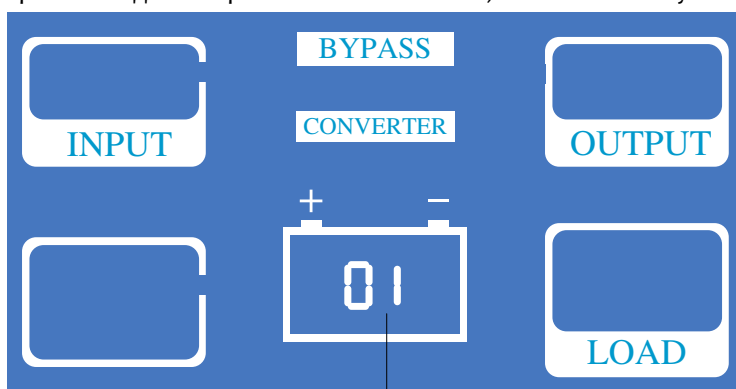 BYPASS
INPUT
CONVERTER
OUTPUT
+ −
01
LOAD